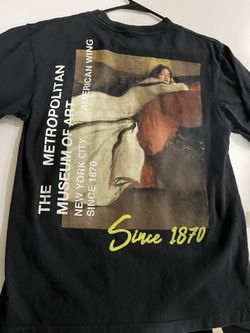 THE METROPOLITAN
MUSEUM OF ART
NEW YORK CITY AMERICAN WING
SINCE 1870
Since 1870